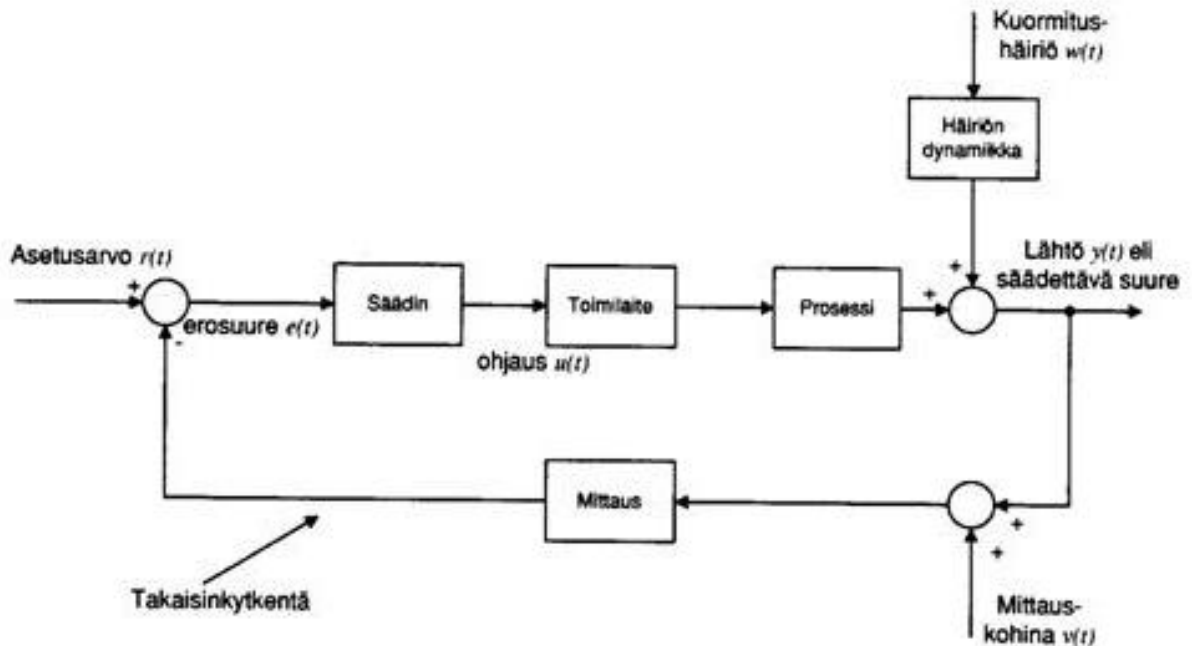 Kuormitus-
häiriö w(t)
Häiriön
dynamiikka
Asetusarvo r(t)
+
-
erosuure e(t)
Säädin
ohjaus u(t)
Toimilaite
Prosessi
+
+
Lähtö y(t) eli
säädettävä suure
Mittaus
+
+
Takaisinkytkentä
Mittaus-
kohina v(t)